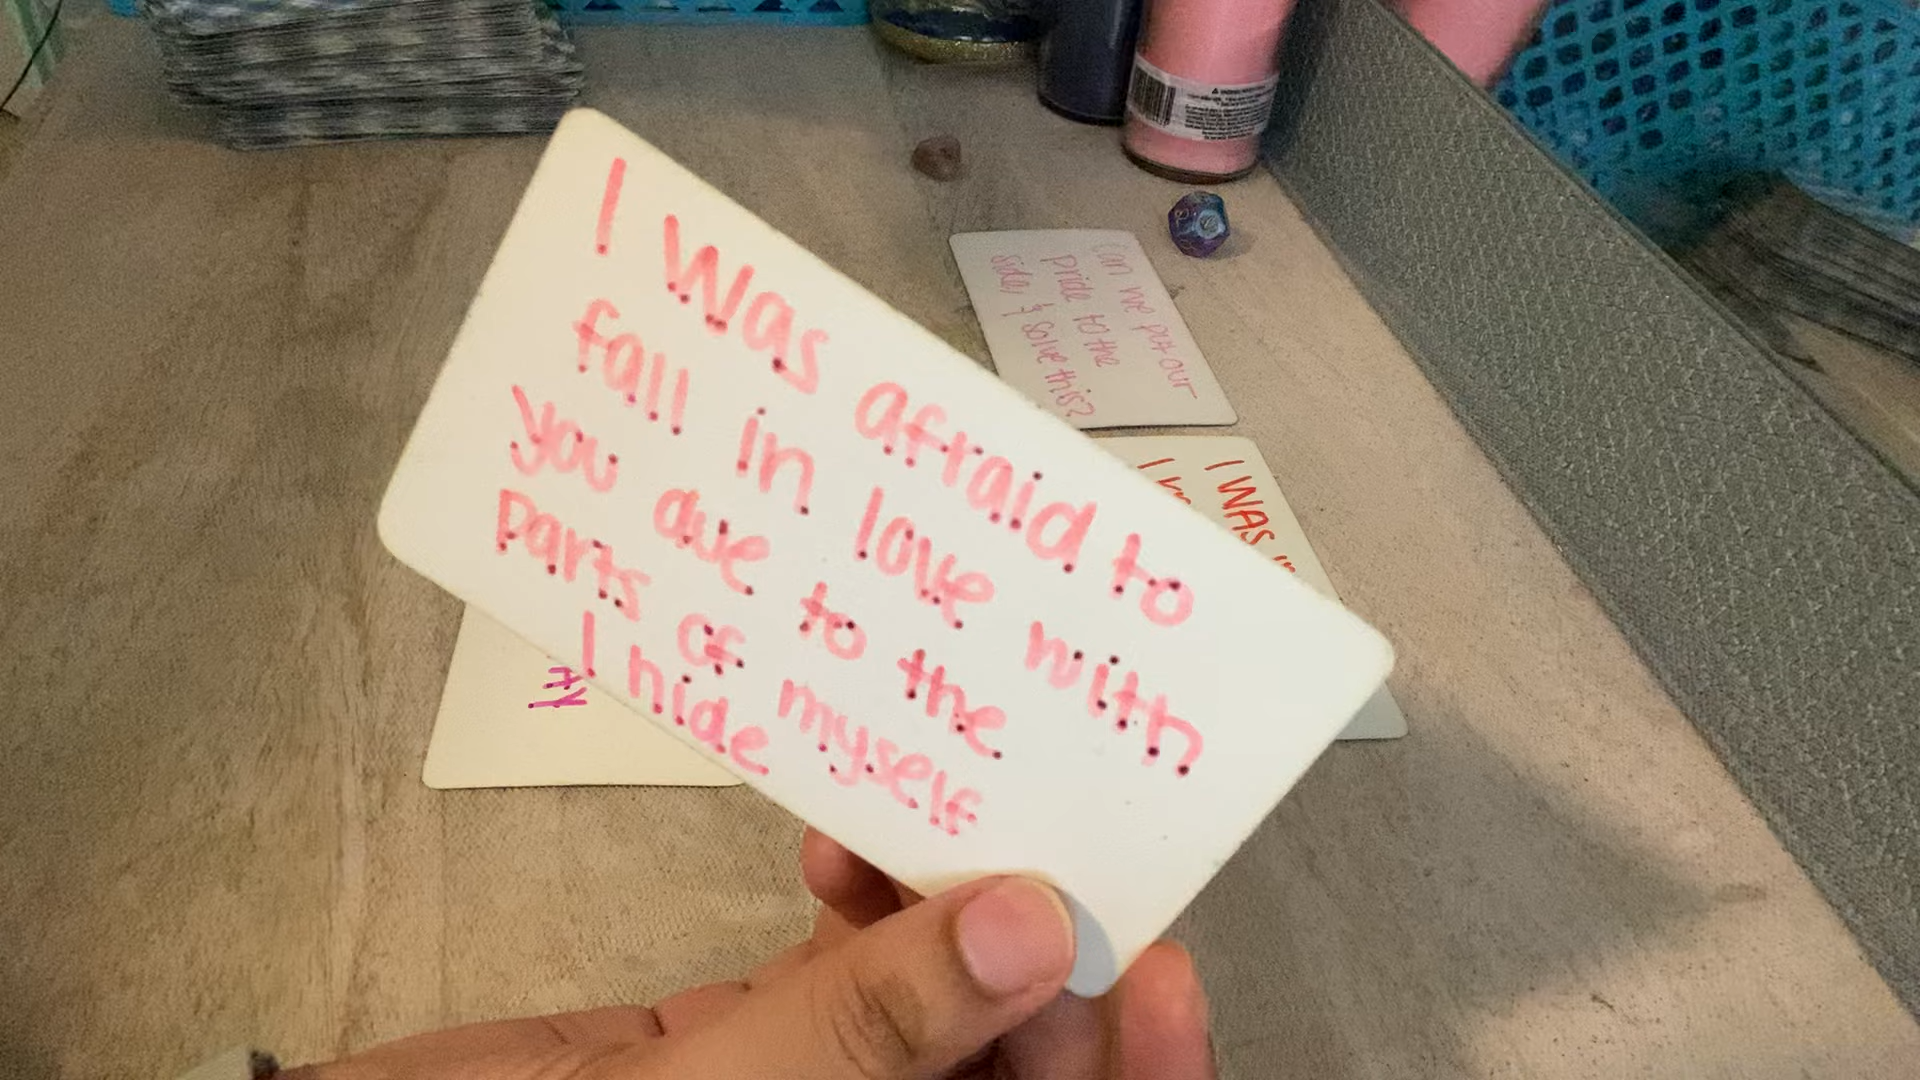 I was afraid to
fall in love with
you due to the
parts of myself
I hide
Can we put our
pride to the
side, & solve this?
I WAS